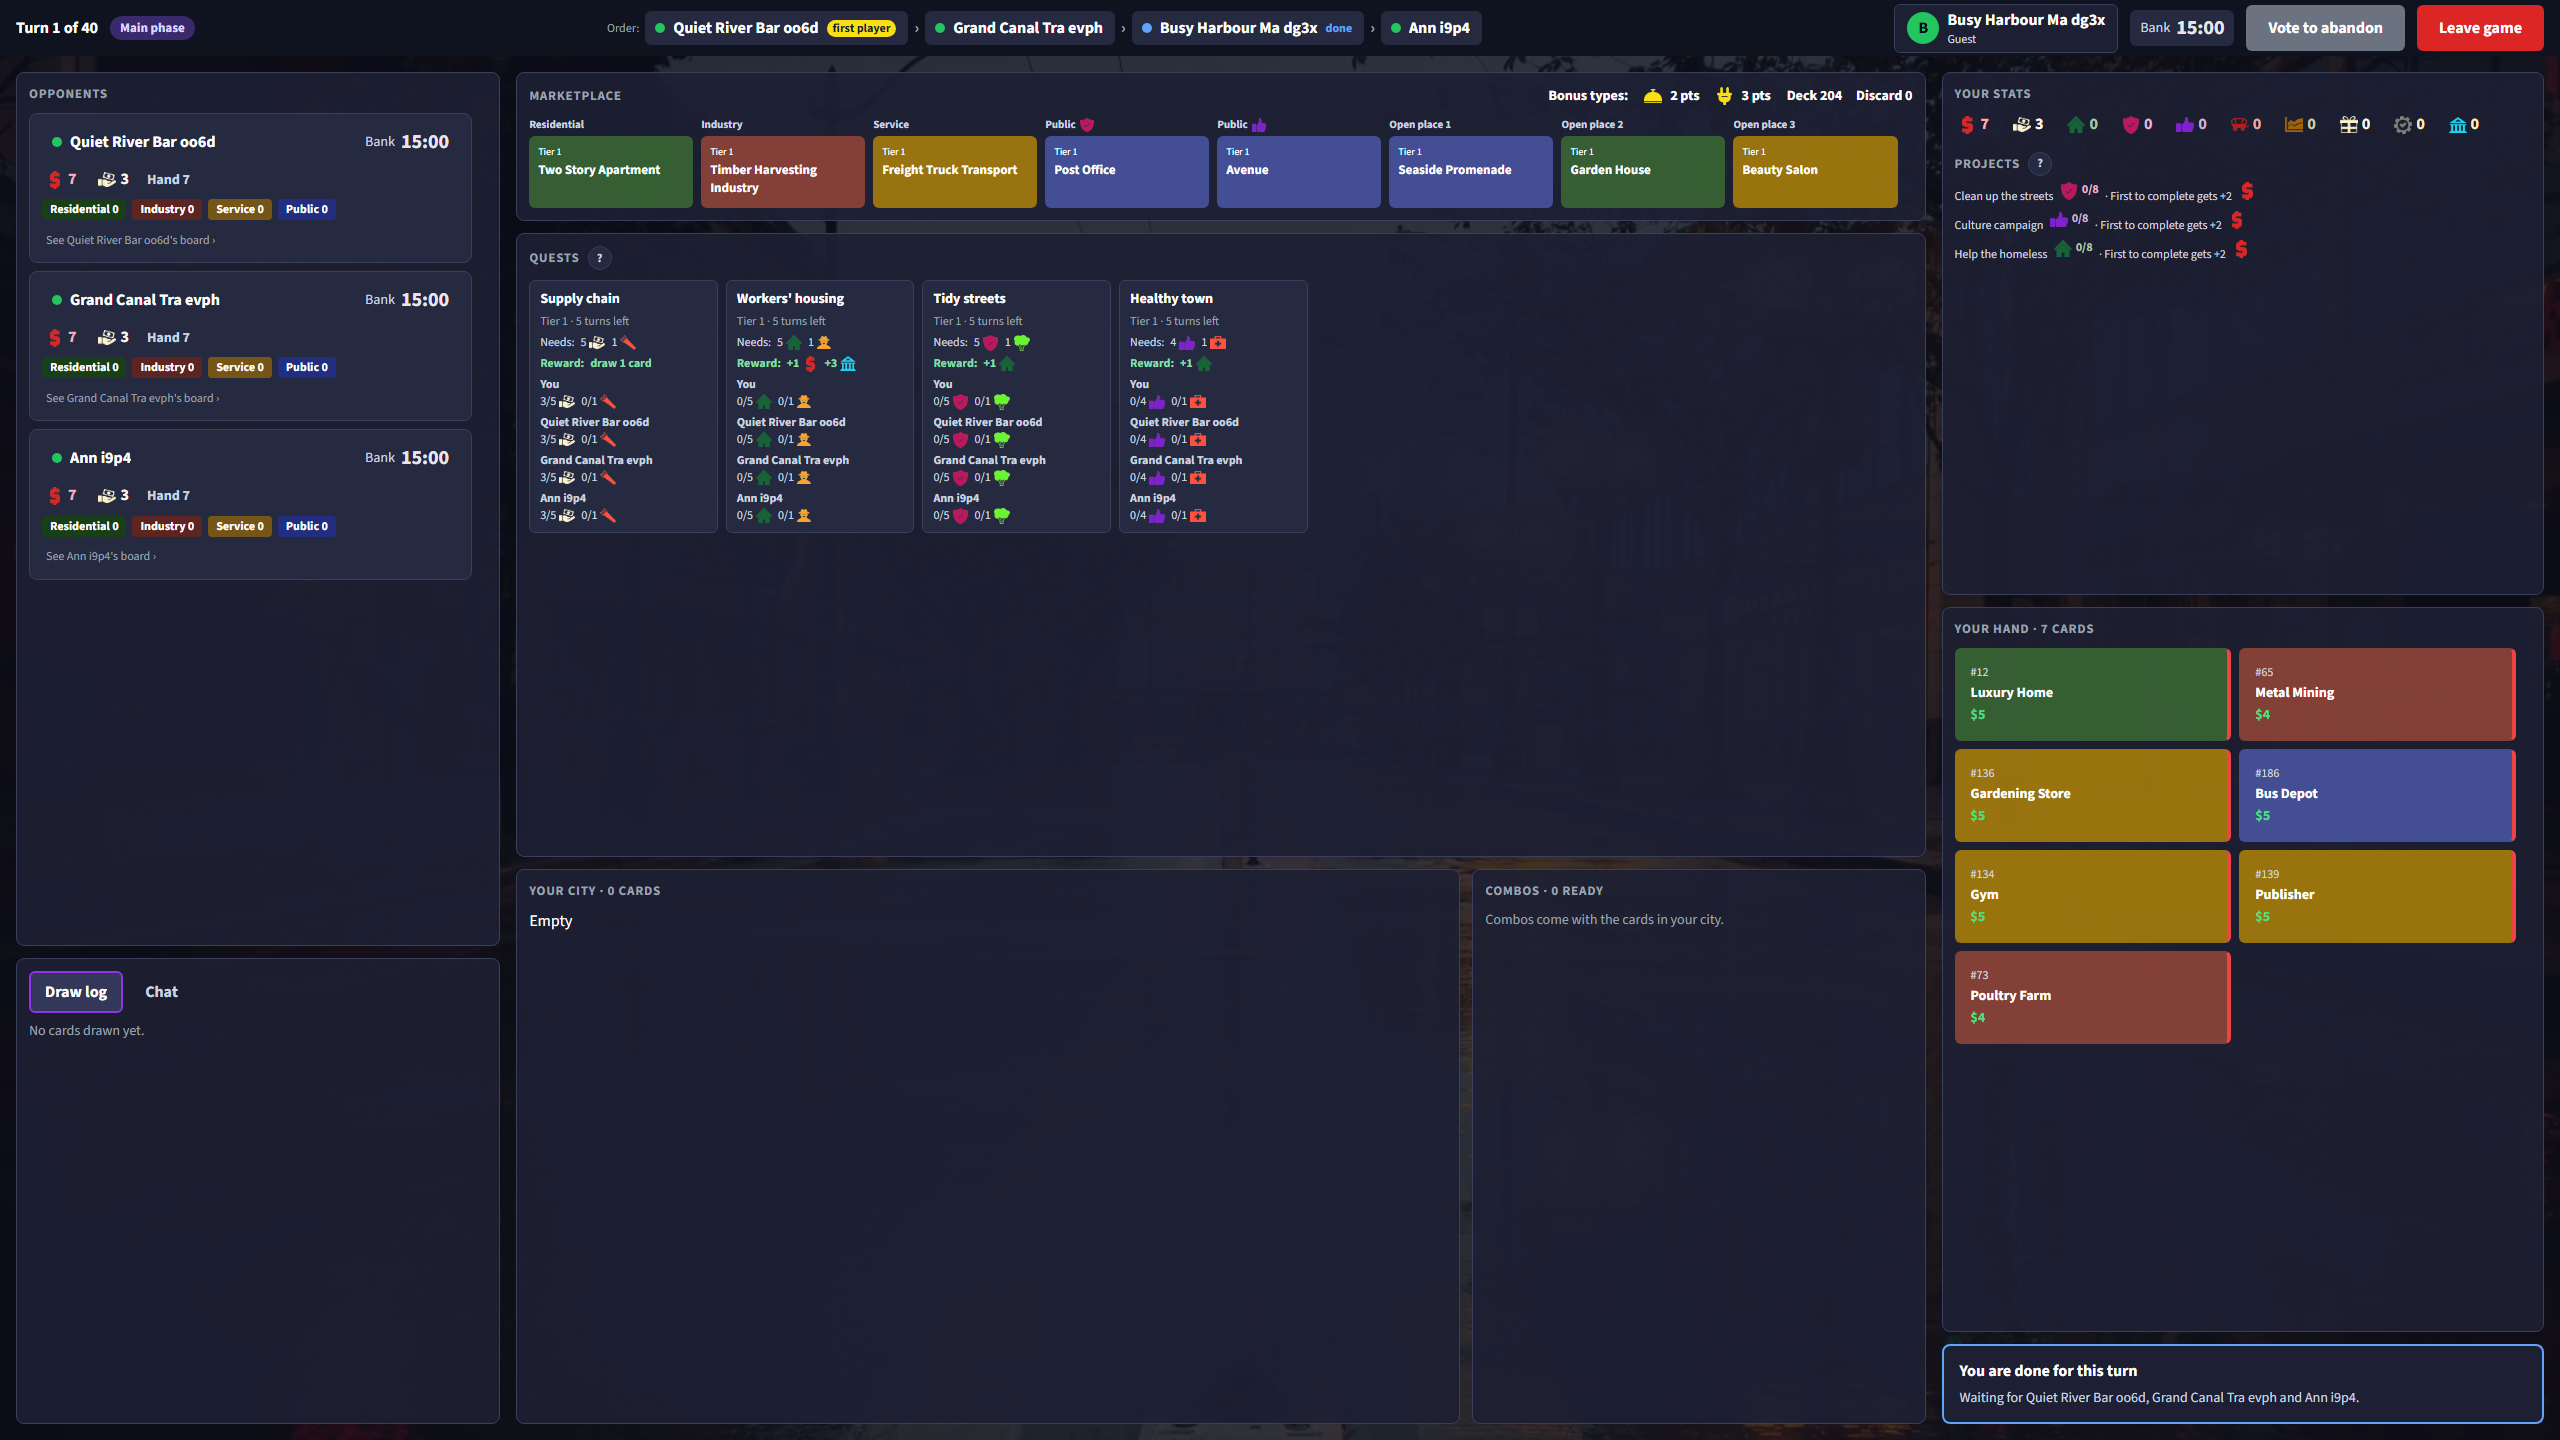 Turn 1 of 40 Main phase
Order: Quiet River Bar oo6d first player › Grand Canal Tra evph › Busy Harbour Ma dg3x done › Ann i9p4
B Busy Harbour Ma dg3x
Guest
Bank 15:00
Vote to abandon
Leave game
OPPONENTS
Quiet River Bar oo6d Bank 15:00
7 3 Hand 7
Residential 0 Industry 0 Service 0 Public 0
See Quiet River Bar oo6d's board ›
Grand Canal Tra evph Bank 15:00
7 3 Hand 7
Residential 0 Industry 0 Service 0 Public 0
See Grand Canal Tra evph's board ›
Ann i9p4 Bank 15:00
7 3 Hand 7
Residential 0 Industry 0 Service 0 Public 0
See Ann i9p4's board ›
Draw log Chat
No cards drawn yet.
MARKETPLACE
Bonus types: 2 pts 3 pts Deck 204 Discard 0
Residential
Tier 1
Two Story Apartment
Industry
Tier 1
Timber Harvesting
Industry
Service
Tier 1
Freight Truck Transport
Public
Tier 1
Post Office
Public
Tier 1
Avenue
Open place 1
Tier 1
Seaside Promenade
Open place 2
Tier 1
Garden House
Open place 3
Tier 1
Beauty Salon
QUESTS ?
Supply chain
Tier 1 · 5 turns left
Needs: 5 1
Reward: draw 1 card
You
3/5 0/1
Quiet River Bar oo6d
3/5 0/1
Grand Canal Tra evph
3/5 0/1
Ann i9p4
3/5 0/1
Workers' housing
Tier 1 · 5 turns left
Needs: 5 1
Reward: +1 +3
You
0/5 0/1
Quiet River Bar oo6d
0/5 0/1
Grand Canal Tra evph
0/5 0/1
Ann i9p4
0/5 0/1
Tidy streets
Tier 1 · 5 turns left
Needs: 5 1
Reward: +1
You
0/5 0/1
Quiet River Bar oo6d
0/5 0/1
Grand Canal Tra evph
0/5 0/1
Ann i9p4
0/5 0/1
Healthy town
Tier 1 · 5 turns left
Needs: 4 1
Reward: +1
You
0/4 0/1
Quiet River Bar oo6d
0/4 0/1
Grand Canal Tra evph
0/4 0/1
Ann i9p4
0/4 0/1
YOUR CITY · 0 CARDS
Empty
COMBOS · 0 READY
Combos come with the cards in your city.
YOUR STATS
7 3 0 0 0 0 0 0 0 0
PROJECTS ?
Clean up the streets 0/8 · First to complete gets +2
Culture campaign 0/8 · First to complete gets +2
Help the homeless 0/8 · First to complete gets +2
YOUR HAND · 7 CARDS
#12
Luxury Home
$5
#65
Metal Mining
$4
#136
Gardening Store
$5
#186
Bus Depot
$5
#134
Gym
$5
#139
Publisher
$5
#73
Poultry Farm
$4
You are done for this turn
Waiting for Quiet River Bar oo6d, Grand Canal Tra evph and Ann i9p4.